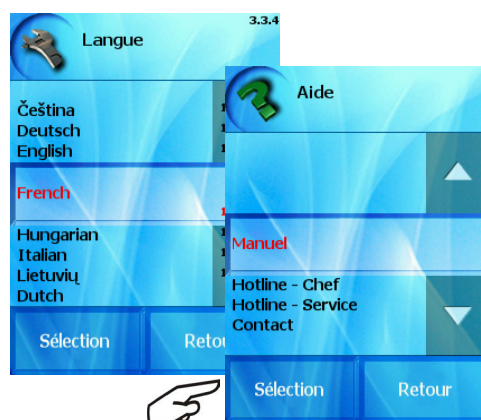 3.3.4
Langue
Čeština
Deutsch
English
French
Hungarian
Italian
Lietuvių
Dutch
Sélection
Aide
Manuel
Hotline - Chef
Hotline - Service
Contact
Sélection
Retour